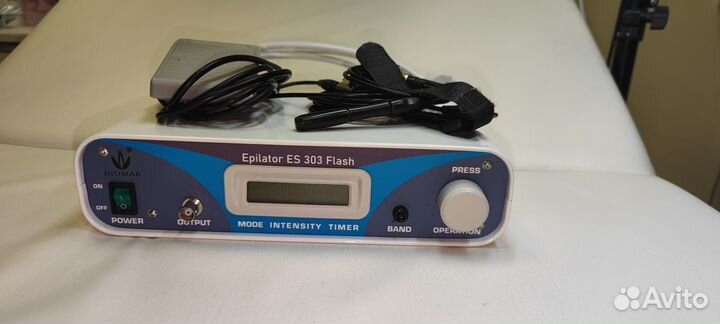 Epilator ES 303 Flash
BIOMAK
PRESS
ON
OFF
POWER
OUTPUT
MODE INTENSITY TIMER
BAND
OPERATION
Avito